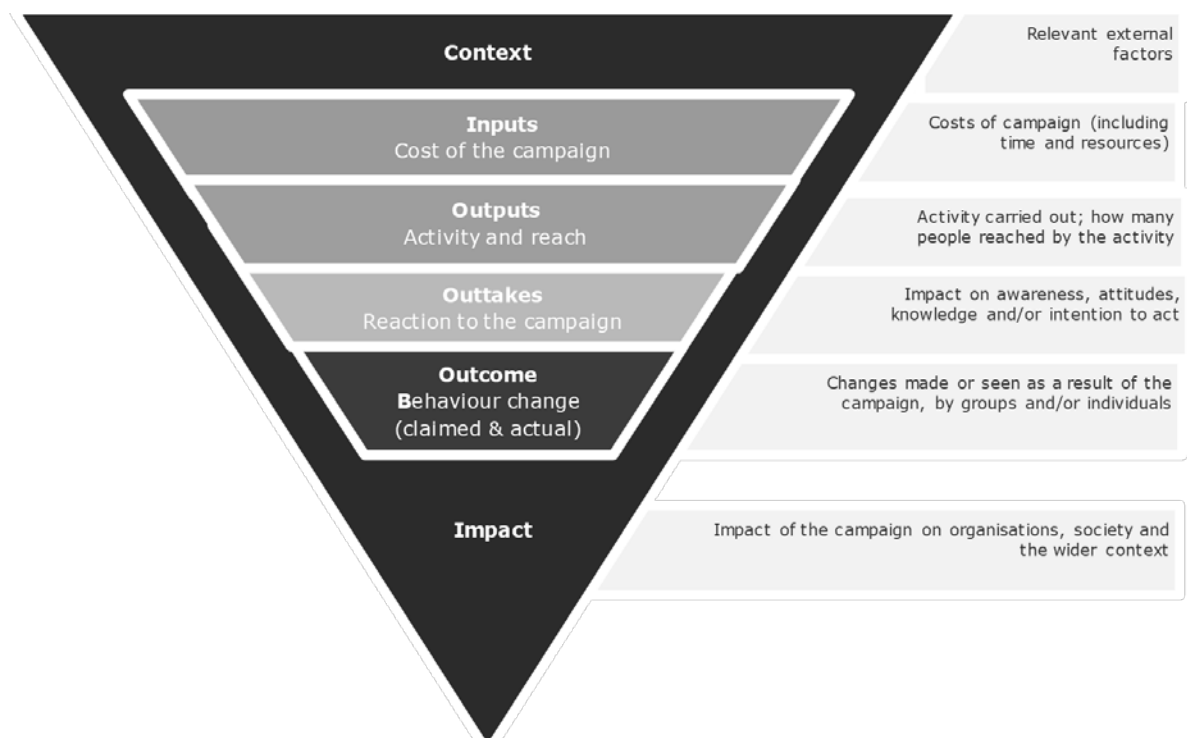 Context
Relevant external
factors
Inputs
Cost of the campaign
Costs of campaign (including
time and resources)
Outputs
Activity and reach
Activity carried out; how many
people reached by the activity
Outtakes
Reaction to the campaign
Impact on awareness, attitudes,
knowledge and/or intention to act
Outcome
Behaviour change
(claimed & actual)
Changes made or seen as a result of the
campaign, by groups and/or individuals
Impact
Impact of the campaign on organisations, society and
the wider context